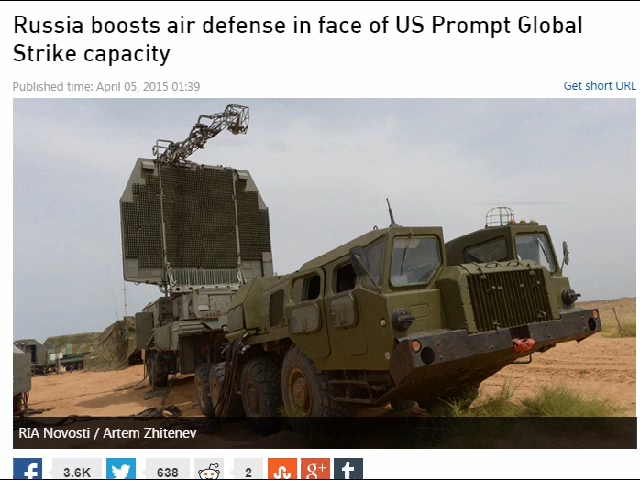 Russia boosts air defense in face of US Prompt Global
Strike capacity
Published time: April 05, 2015 01:39
Get short URL
RIA Novosti / Artem Zhitenev
f 3.6K 638 2 g+ t